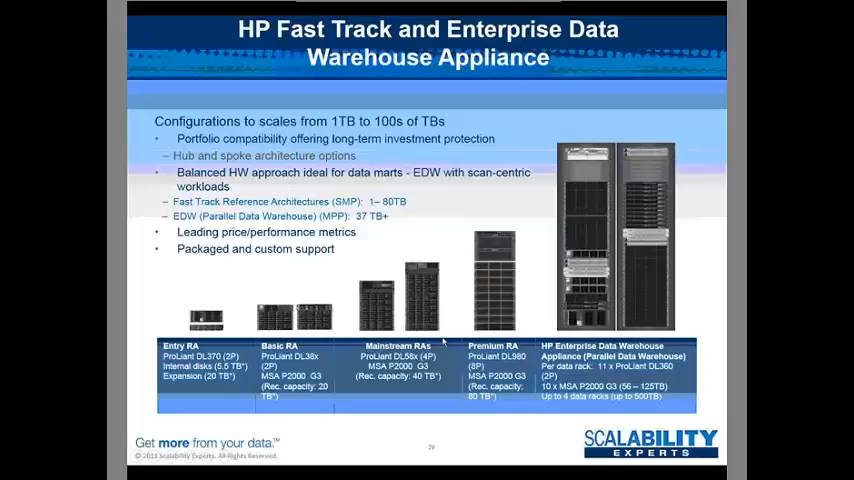 HP Fast Track and Enterprise Data
Warehouse Appliance
Configurations to scales from 1TB to 100s of TBs
• Portfolio compatibility offering long-term investment protection
– Hub and spoke architecture options
• Balanced HW approach ideal for data marts - EDW with scan-centric
workloads
– Fast Track Reference Architectures (SMP): 1– 80TB
– EDW (Parallel Data Warehouse) (MPP): 37 TB+
• Leading price/performance metrics
• Packaged and custom support
Entry RA
ProLiant DL370 (2P)
Internal disks (5.5 TB*)
Expansion (20 TB*)
Basic RA
ProLiant DL38x
(2P)
MSA P2000 G3
(Rec. capacity: 20
TB*)
Mainstream RAs
ProLiant DL58x (4P)
MSA P2000 G3
(Rec. capacity: 40 TB*)
Premium RA
ProLiant DL980
(8P)
MSA P2000 G3
(Rec. capacity:
80 TB*)
HP Enterprise Data Warehouse
Appliance (Parallel Data Warehouse)
Per data rack: 11 x ProLiant DL360
(2P)
10 x MSA P2000 G3 (56 – 125TB)
Up to 4 data racks (up to 500TB)
Get more from your data.™
© 2011 Scalability Experts. All Rights Reserved.
29
SCALABILITY
EXPERTS